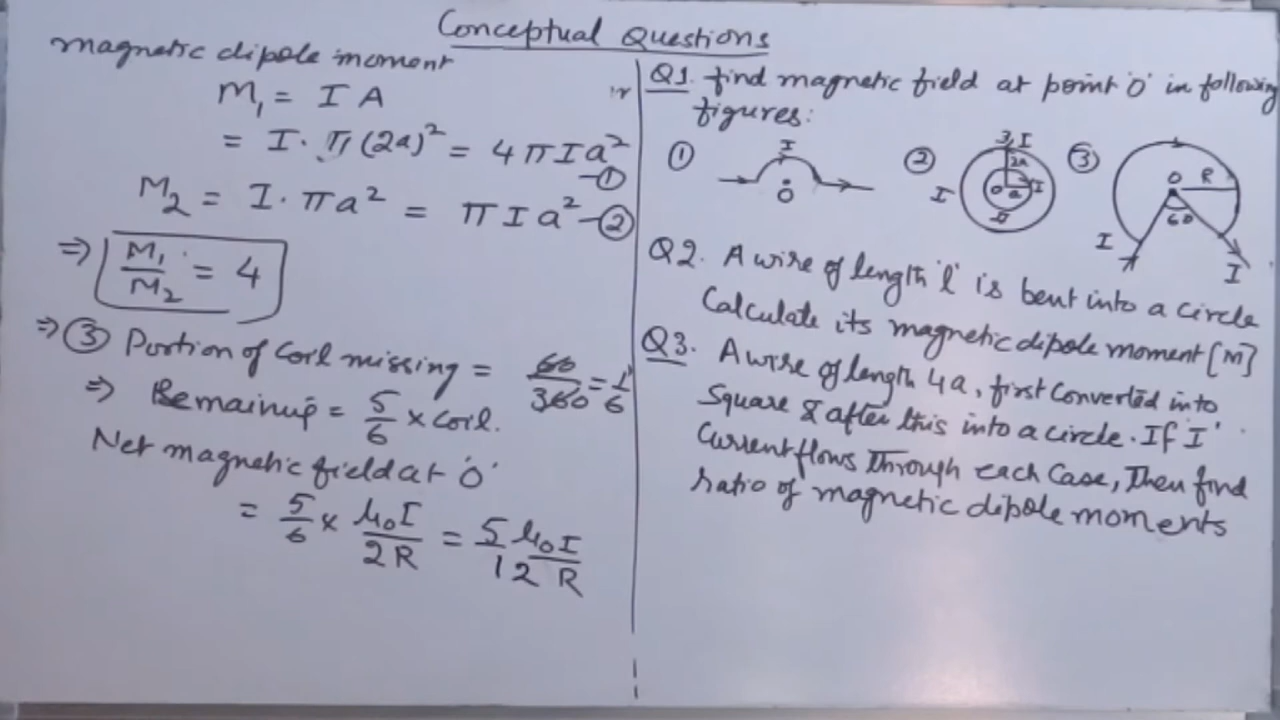 Conceptual Questions
magnetic dipole moment
M₁ = I A
= I · π (2a)² = 4πIa² —①
M₂ = I · πa² = πIa² —②
⇒ M₁/M₂ = 4
⇒ ③ Portion of coil missing = 60/360 = 1/6
⇒ Remaining = 5/6 × coil.
Net magnetic field at 'O'
= 5/6 × μ₀I/2R = 5/12 μ₀I/R
Q1. find magnetic field at point 'O' in following
figures:
① I O
② 3I 2a I O a I
③ O R 60 I I
Q2. A wire of length 'l' is bent into a circle
Calculate its magnetic dipole moment [M]
Q3. A wire of length 4a, first Converted into
Square & after this into a circle. If 'I'
Current flows Through each Case, Then find
ratio of magnetic dipole moments